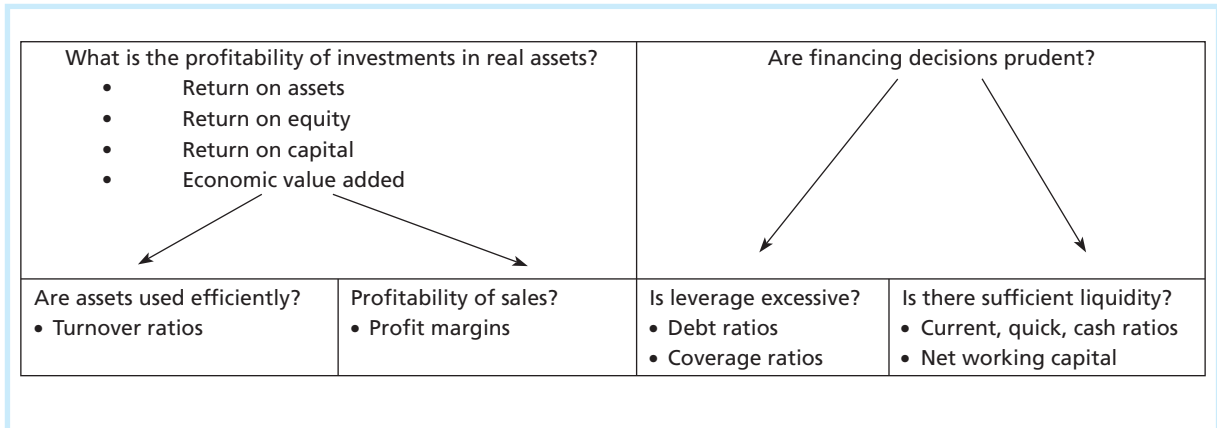 What is the profitability of investments in real assets?
• Return on assets
• Return on equity
• Return on capital
• Economic value added
Are financing decisions prudent?
Are assets used efficiently?
• Turnover ratios
Profitability of sales?
• Profit margins
Is leverage excessive?
• Debt ratios
• Coverage ratios
Is there sufficient liquidity?
• Current, quick, cash ratios
• Net working capital